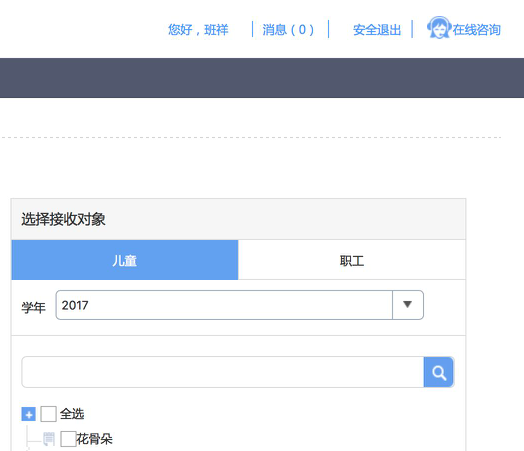 您好，班祥 消息（0） 安全退出 在线咨询
选择接收对象
儿童 职工
学年 2017
全选
花骨朵